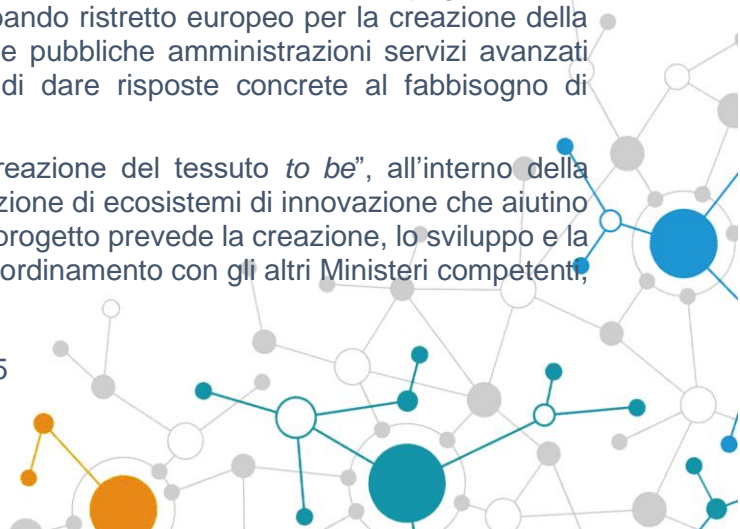 bando ristretto europeo per la creazione della
e pubbliche amministrazioni servizi avanzati
di dare risposte concrete al fabbisogno di
reazione del tessuto to be”, all’interno della
zione di ecosistemi di innovazione che aiutino
progetto prevede la creazione, lo sviluppo e la
ordinamento con gli altri Ministeri competenti,
5